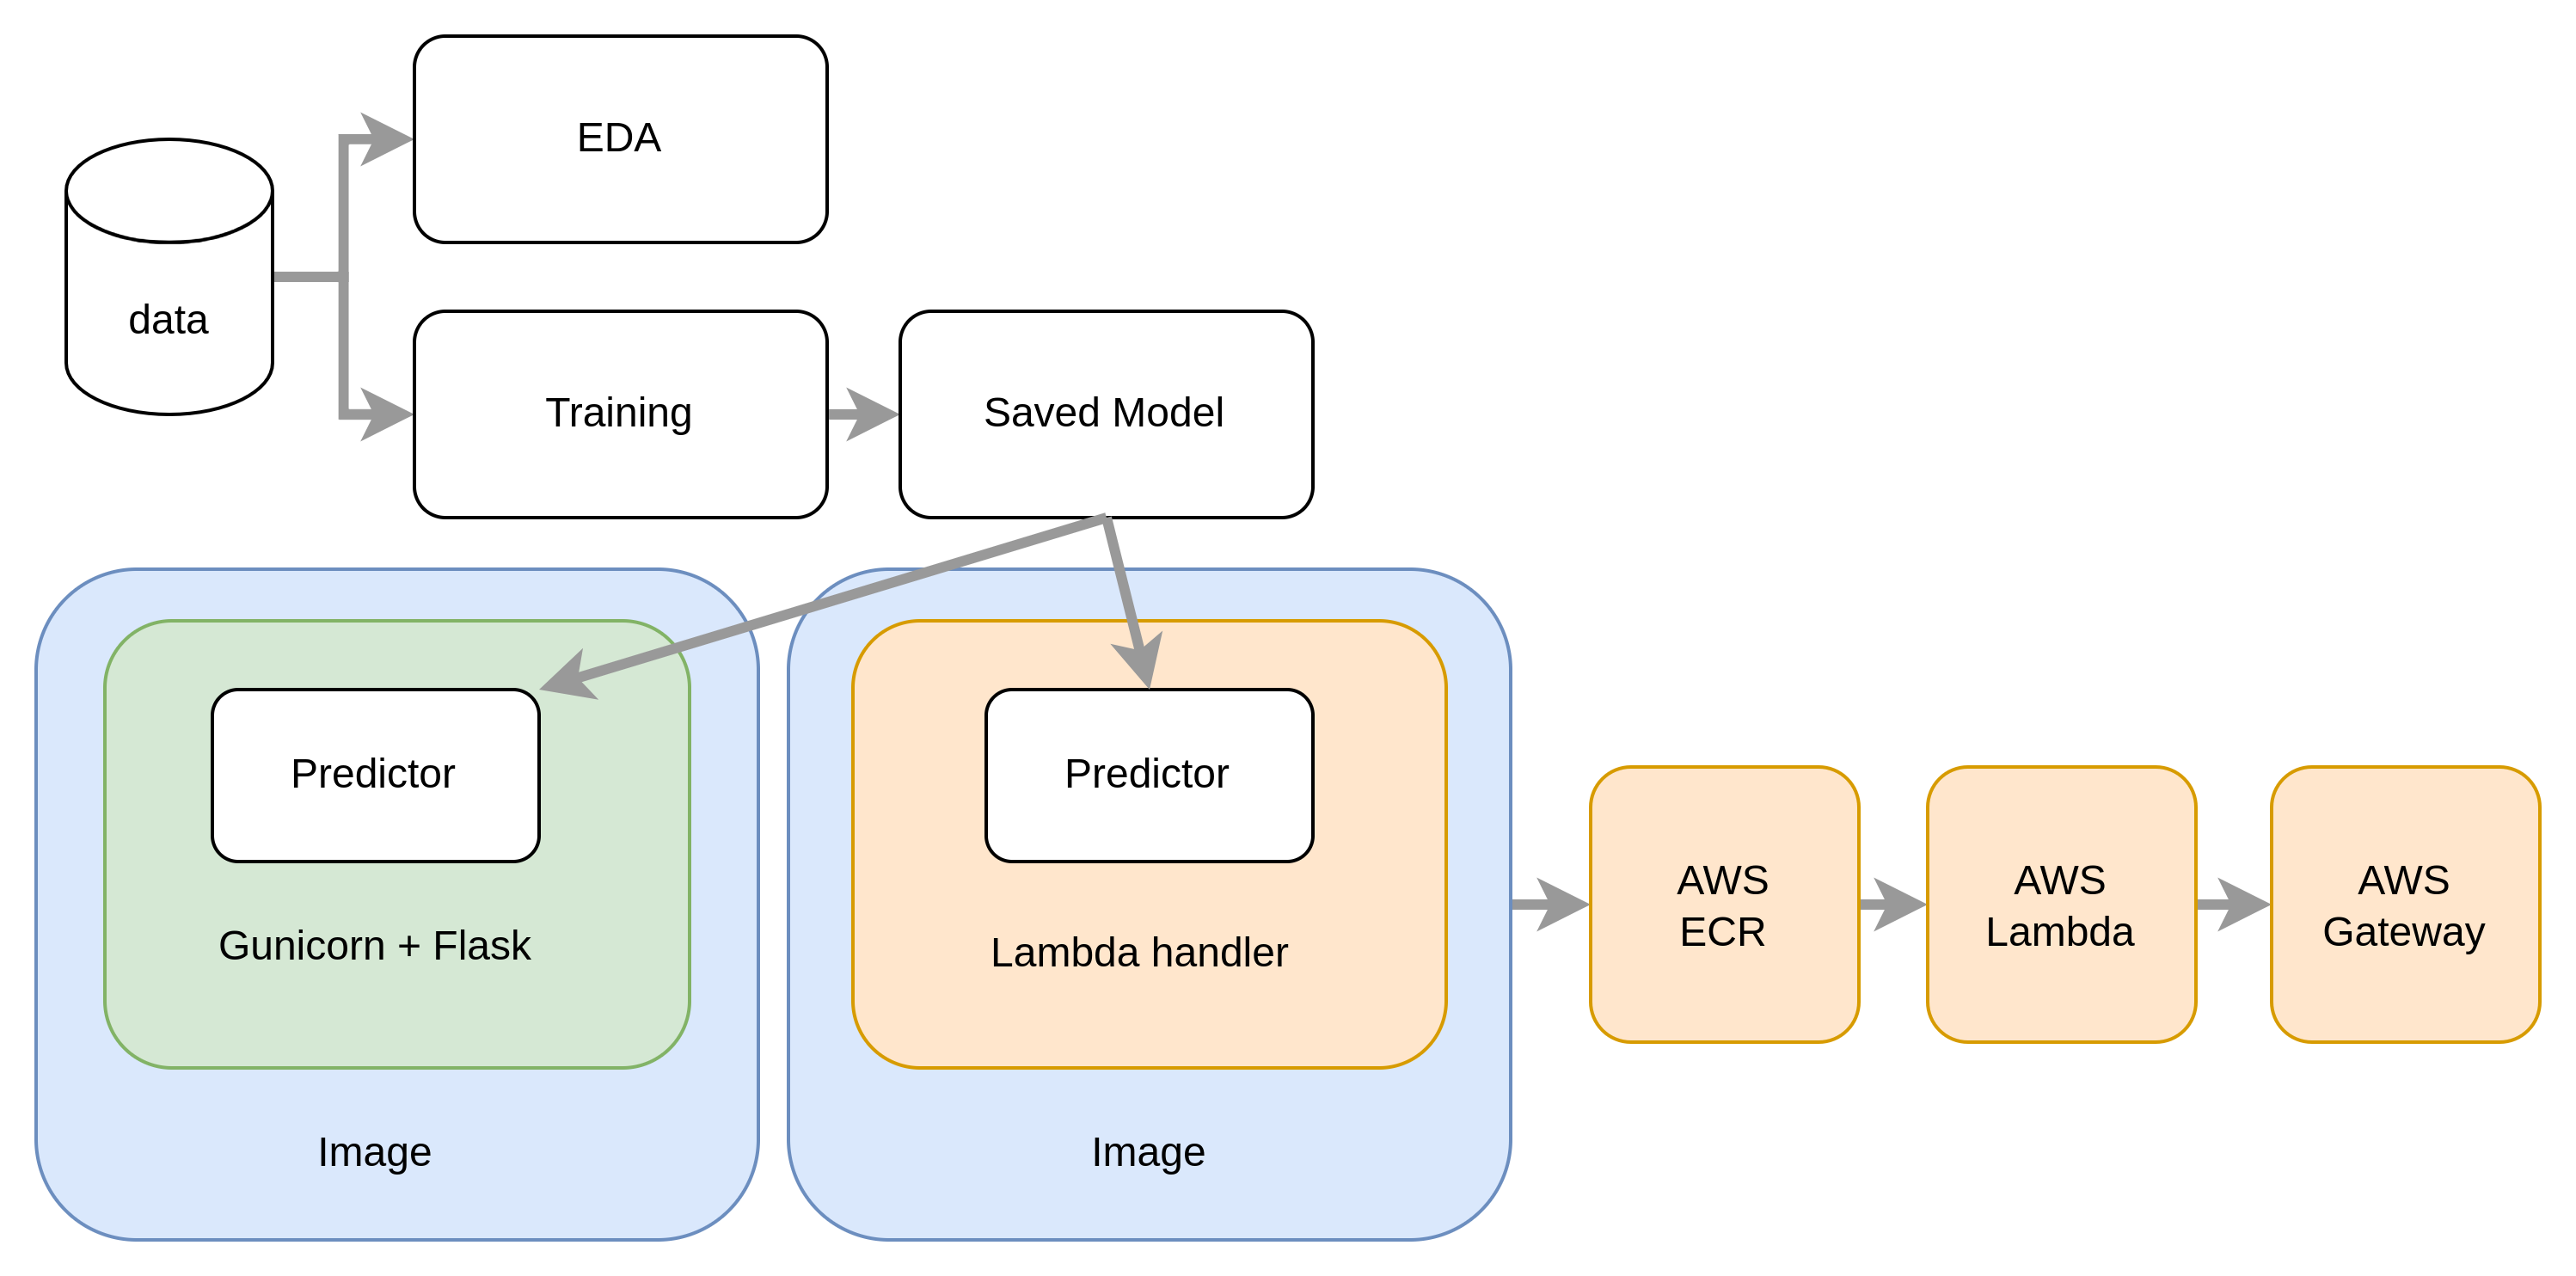 EDA
data
Training
Saved Model
Predictor
Gunicorn + Flask
Image
Predictor
Lambda handler
Image
AWS
ECR
AWS
Lambda
AWS
Gateway